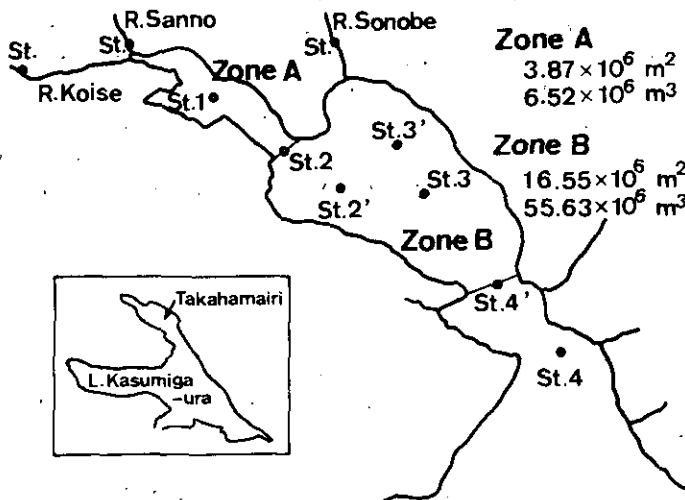 R.Sanno
R.Sonobe
St.
St.
St.
Zone A
3.87×10⁶ m²
6.52×10⁶ m³
Zone A
R.Koise
St.1
St.3'
Zone B
16.55×10⁶ m²
55.63×10⁶ m³
St.2
St.3
St.2'
Zone B
St.4'
St.4
Takahamairi
L.Kasumiga
-ura